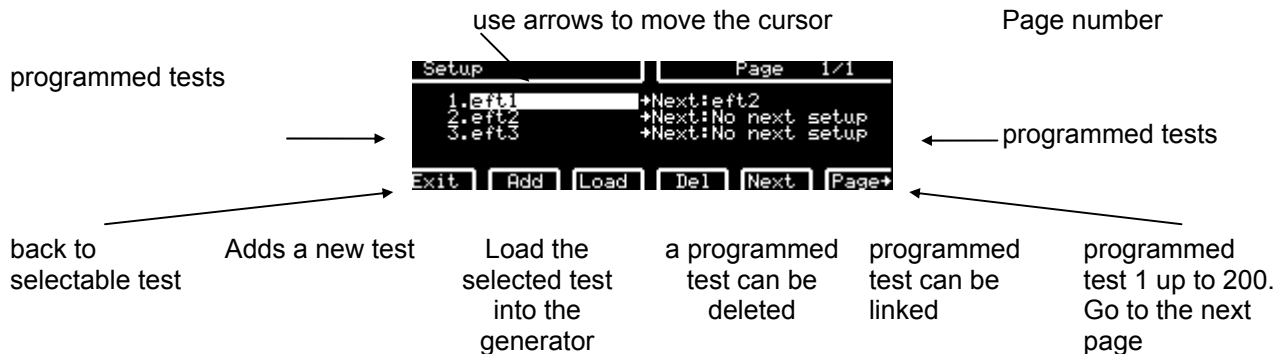 use arrows to move the cursor
Page number
programmed tests
Setup Page 1/1
1.eft1 →Next:eft2
2.eft2 →Next:No next setup
3.eft3 →Next:No next setup
programmed tests
Exit Add Load Del Next Page→
back to
selectable test
Adds a new test
Load the
selected test
into the
generator
a programmed
test can be
deleted
programmed
test can be
linked
programmed
test 1 up to 200.
Go to the next
page